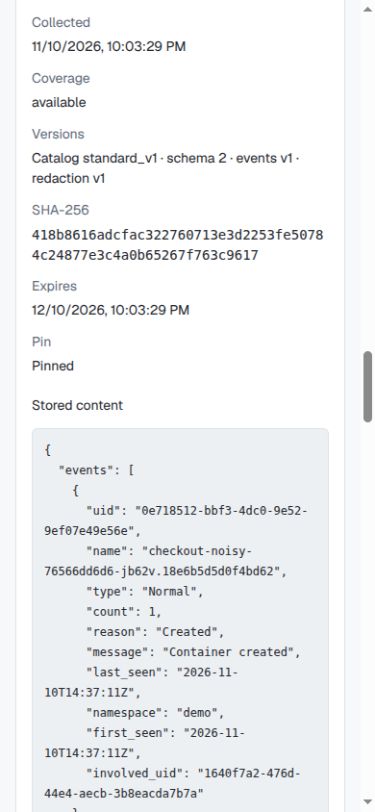 Collected
11/10/2026, 10:03:29 PM
Coverage
available
Versions
Catalog standard_v1 · schema 2 · events v1 ·
redaction v1
SHA-256
418b8616adcfac322760713e3d2253fe5078
4c24877e3c4a0b65267f763c9617
Expires
12/10/2026, 10:03:29 PM
Pin
Pinned
Stored content
{
  "events": [
    {
      "uid": "0e718512-bbf3-4dc0-9e52-
9ef07e49e56e",
      "name": "checkout-noisy-
76566dd6d6-jb62v.18e6b5d5d0f4bd62",
      "type": "Normal",
      "count": 1,
      "reason": "Created",
      "message": "Container created",
      "last_seen": "2026-11-
10T14:37:11Z",
      "namespace": "demo",
      "first_seen": "2026-11-
10T14:37:11Z",
      "involved_uid": "1640f7a2-476d-
44e4-aecb-3b8eacda7b7a"
    }